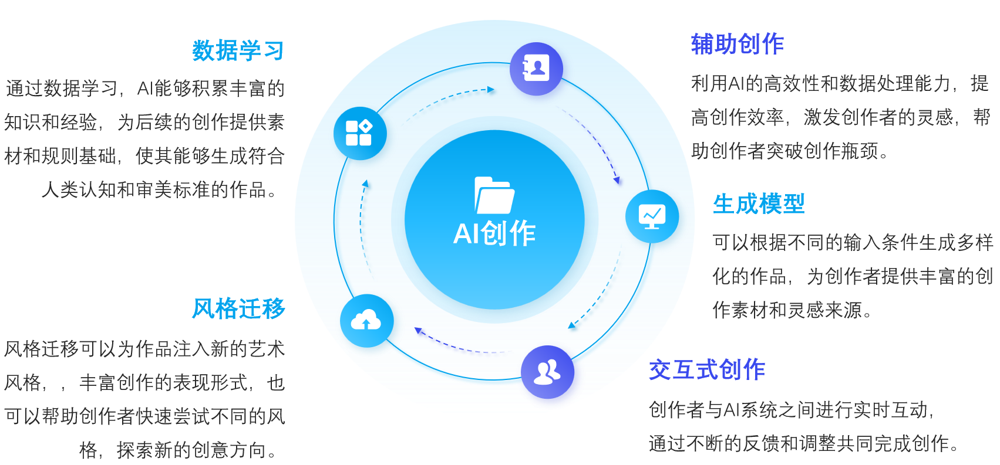 数据学习
通过数据学习，AI能够积累丰富的
知识和经验，为后续的创作提供素
材和规则基础，使其能够生成符合
人类认知和审美标准的作品。
风格迁移
风格迁移可以为作品注入新的艺术
风格，，丰富创作的表现形式，也
可以帮助创作者快速尝试不同的风
格，探索新的创意方向。
AI创作
辅助创作
利用AI的高效性和数据处理能力，提
高创作效率，激发创作者的灵感，帮
助创作者突破创作瓶颈。
生成模型
可以根据不同的输入条件生成多样
化的作品，为创作者提供丰富的创
作素材和灵感来源。
交互式创作
创作者与AI系统之间进行实时互动，
通过不断的反馈和调整共同完成创作。